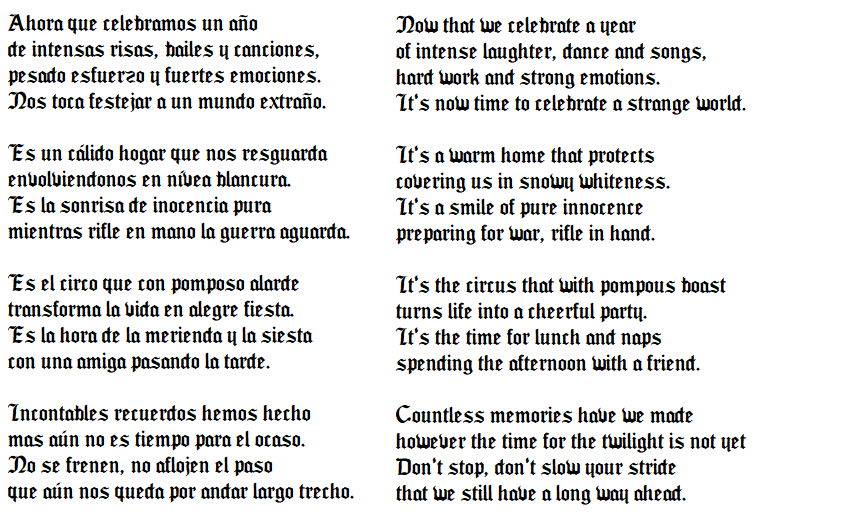 Ahora que celebramos un año
de intensas risas, bailes y canciones,
pesado esfuerzo y fuertes emociones.
Nos toca festejar a un mundo extraño.

Es un cálido hogar que nos resguarda
envolviendonos en nívea blancura.
Es la sonrisa de inocencia pura
mientras rifle en mano la guerra aguarda.

Es el circo que con pomposo alarde
transforma la vida en alegre fiesta.
Es la hora de la merienda y la siesta
con una amiga pasando la tarde.

Incontables recuerdos hemos hecho
mas aún no es tiempo para el ocaso.
No se frenen, no aflojen el paso
que aún nos queda por andar largo trecho.

Now that we celebrate a year
of intense laughter, dance and songs,
hard work and strong emotions.
It's now time to celebrate a strange world.

It's a warm home that protects
covering us in snowy whiteness.
It's a smile of pure innocence
preparing for war, rifle in hand.

It's the circus that with pompous boast
turns life into a cheerful party.
It's the time for lunch and naps
spending the afternoon with a friend.

Countless memories have we made
however the time for the twilight is not yet
Don't stop, don't slow your stride
that we still have a long way ahead.